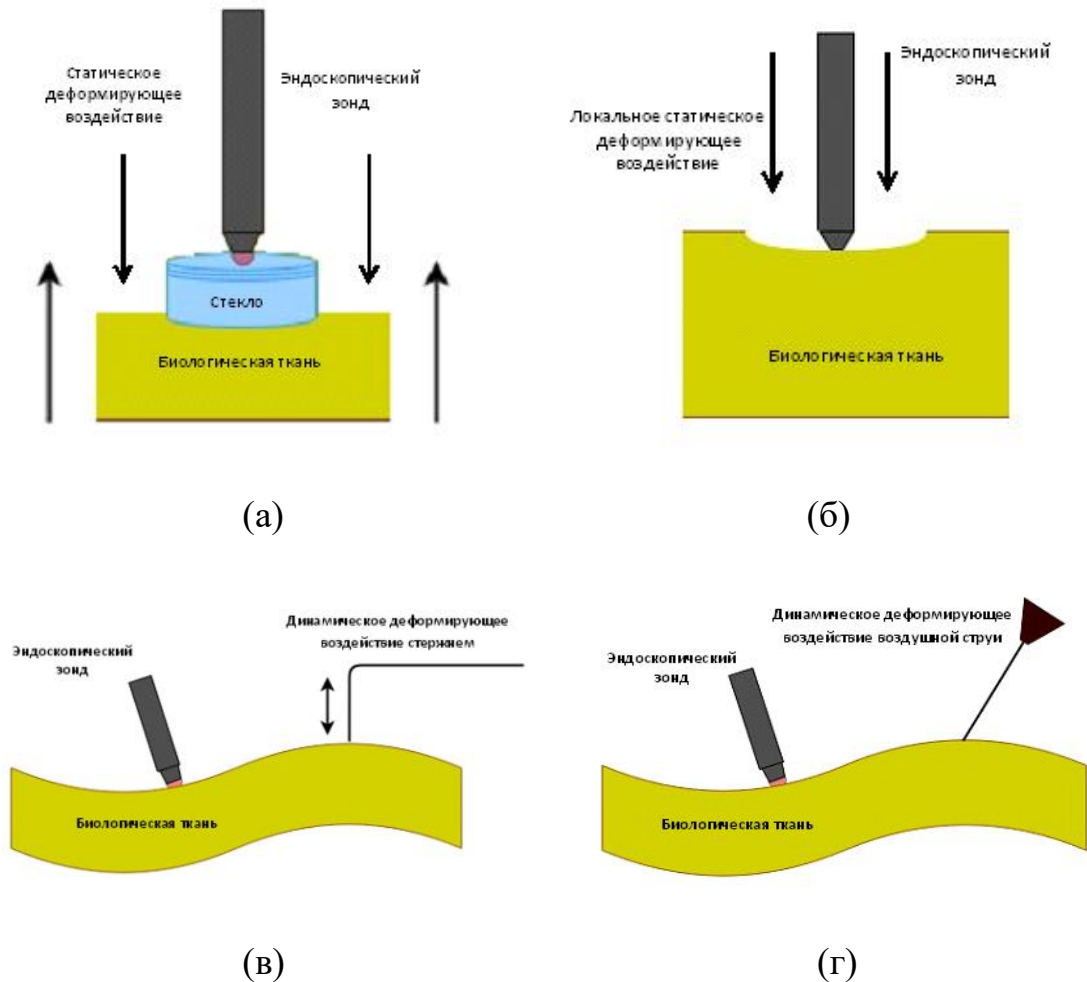 Статическое
деформирующее
воздействие
Эндоскопический
зонд
Стекло
Биологическая ткань
(а)
Эндоскопический
зонд
Локальное статическое
деформирующее
воздействие
Биологическая ткань
(б)
Динамическое деформирующее
воздействие стержнем
Эндоскопический
зонд
Биологическая ткань
(в)
Динамическое деформирующее
воздействие воздушной струи
Эндоскопический
зонд
Биологическая ткань
(г)